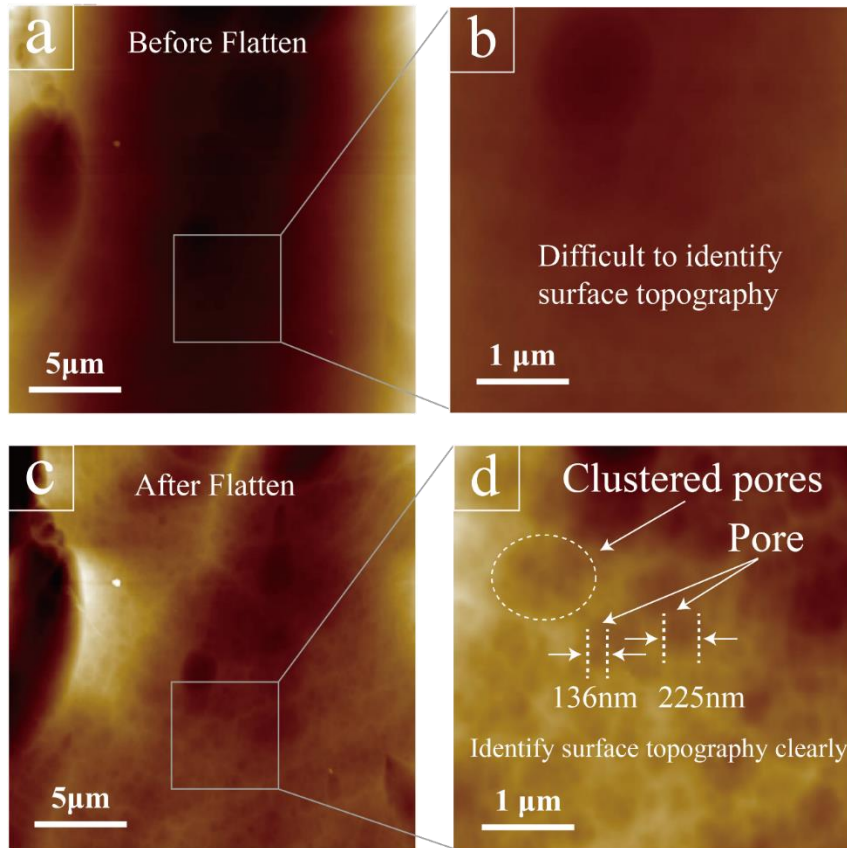 a
Before Flatten
5μm
b
Difficult to identify
surface topography
1 μm
c
After Flatten
5μm
d
Clustered pores
Pore
136nm 225nm
Identify surface topography clearly
1 μm